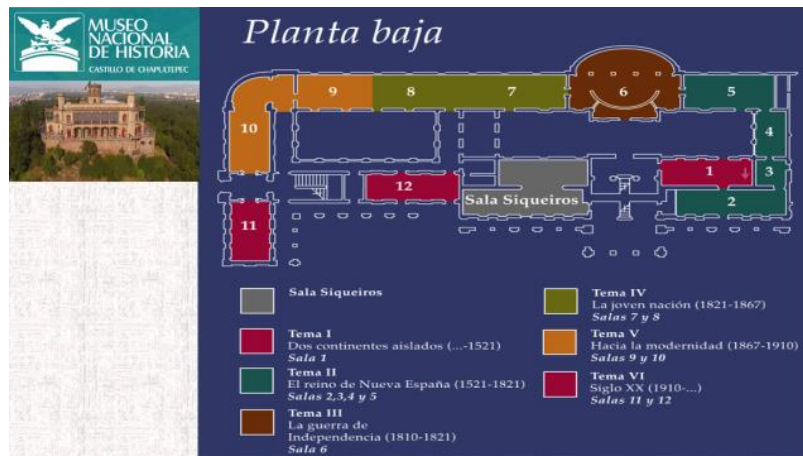 MUSEO
NACIONAL
DE HISTORIA
CASTILLO DE CHAPULTEPEC
Planta baja
9
8
7
6
5
10
4
12
1
3
Sala Siqueiros
2
11
Sala Siqueiros
Tema I
Dos continentes aislados (...-1521)
Sala 1
Tema II
El reino de Nueva España (1521-1821)
Salas 2,3,4 y 5
Tema III
La guerra de
Independencia (1810-1821)
Sala 6
Tema IV
La joven nación (1821-1867)
Salas 7 y 8
Tema V
Hacia la modernidad (1867-1910)
Salas 9 y 10
Tema VI
Siglo XX (1910-...)
Salas 11 y 12